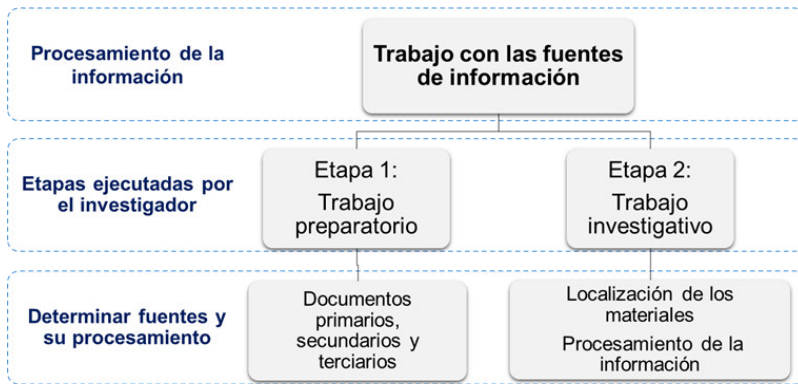 Procesamiento de la
información
Trabajo con las fuentes
de información
Etapas ejecutadas por
el investigador
Etapa 1:
Trabajo
preparatorio
Etapa 2:
Trabajo
investigativo
Determinar fuentes y
su procesamiento
Documentos
primarios,
secundarios y
terciarios
Localización de los
materiales
Procesamiento de la
información